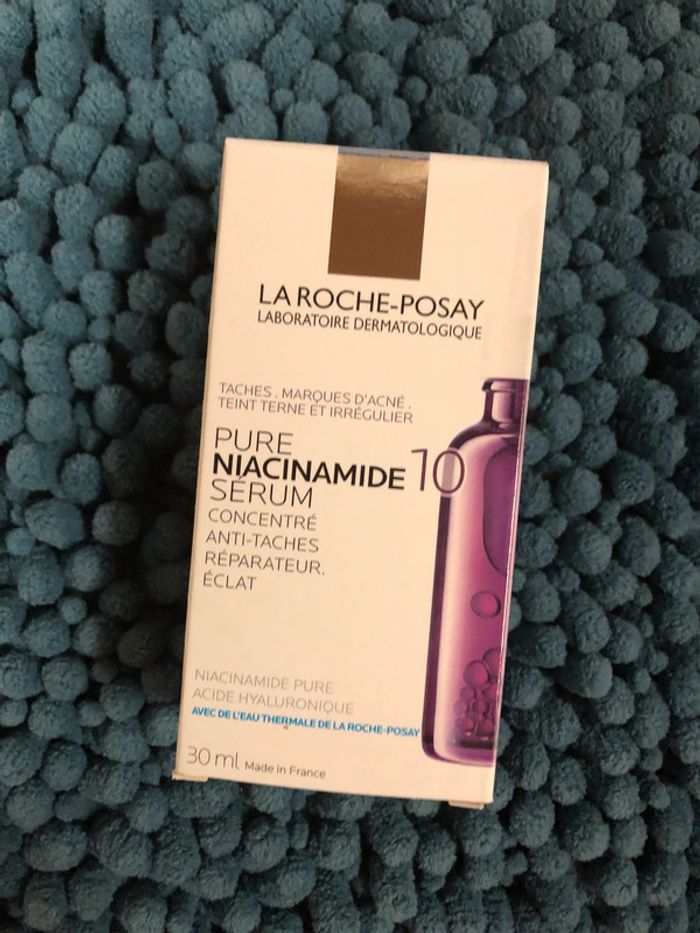 LA ROCHE-POSAY
LABORATOIRE DERMATOLOGIQUE
TACHES . MARQUES D'ACNÉ .
TEINT TERNE ET IRRÉGULIER
PURE
NIACINAMIDE 10
SÉRUM
CONCENTRÉ
ANTI-TACHES
RÉPARATEUR.
ÉCLAT
NIACINAMIDE PURE
ACIDE HYALURONIQUE
AVEC DE L'EAU THERMALE DE LA ROCHE-POSAY
30 ml Made in France